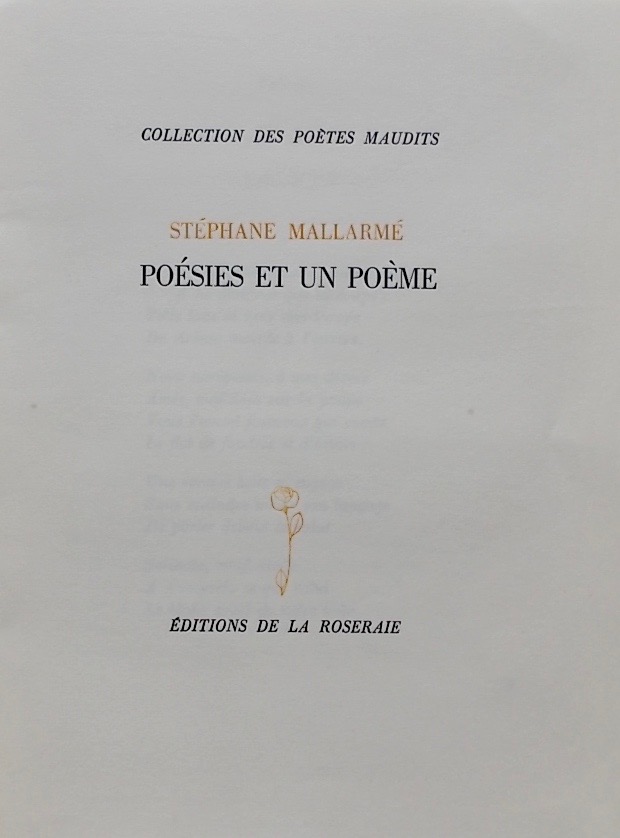 COLLECTION DES POÈTES MAUDITS
STÉPHANE MALLARMÉ
POÉSIES ET UN POÈME
ÉDITIONS DE LA ROSERAIE